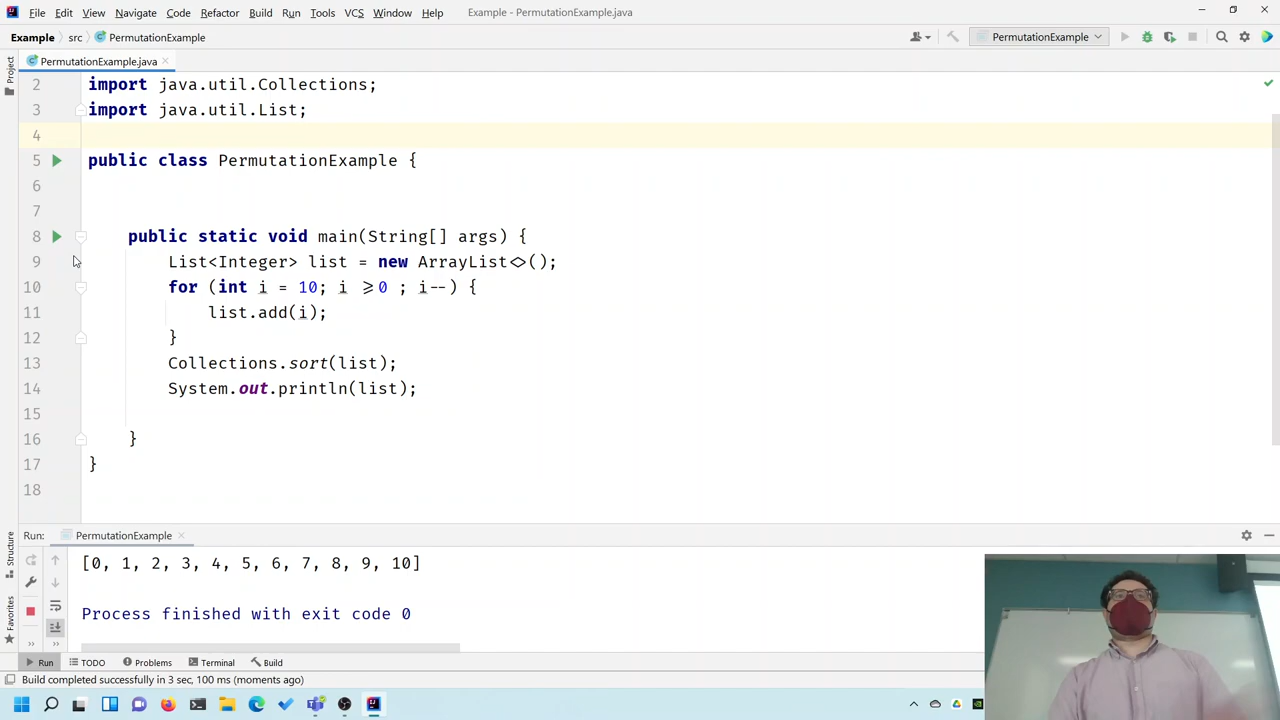 File Edit View Navigate Code Refactor Build Run Tools VCS Window Help Example - PermutationExample.java
Example src PermutationExample PermutationExample
Project
PermutationExample.java
2 import java.util.Collections;
3 import java.util.List;
4
5 public class PermutationExample {
6
7
8 public static void main(String[] args) {
9 List<Integer> list = new ArrayList<>();
10 for (int i = 10; i >=0 ; i--) {
11 list.add(i);
12 }
13 Collections.sort(list);
14 System.out.println(list);
15
16 }
17 }
18
Run: PermutationExample
[0, 1, 2, 3, 4, 5, 6, 7, 8, 9, 10]
Process finished with exit code 0
Structure
Favorites
Run TODO Problems Terminal Build
Build completed successfully in 3 sec, 100 ms (moments ago)